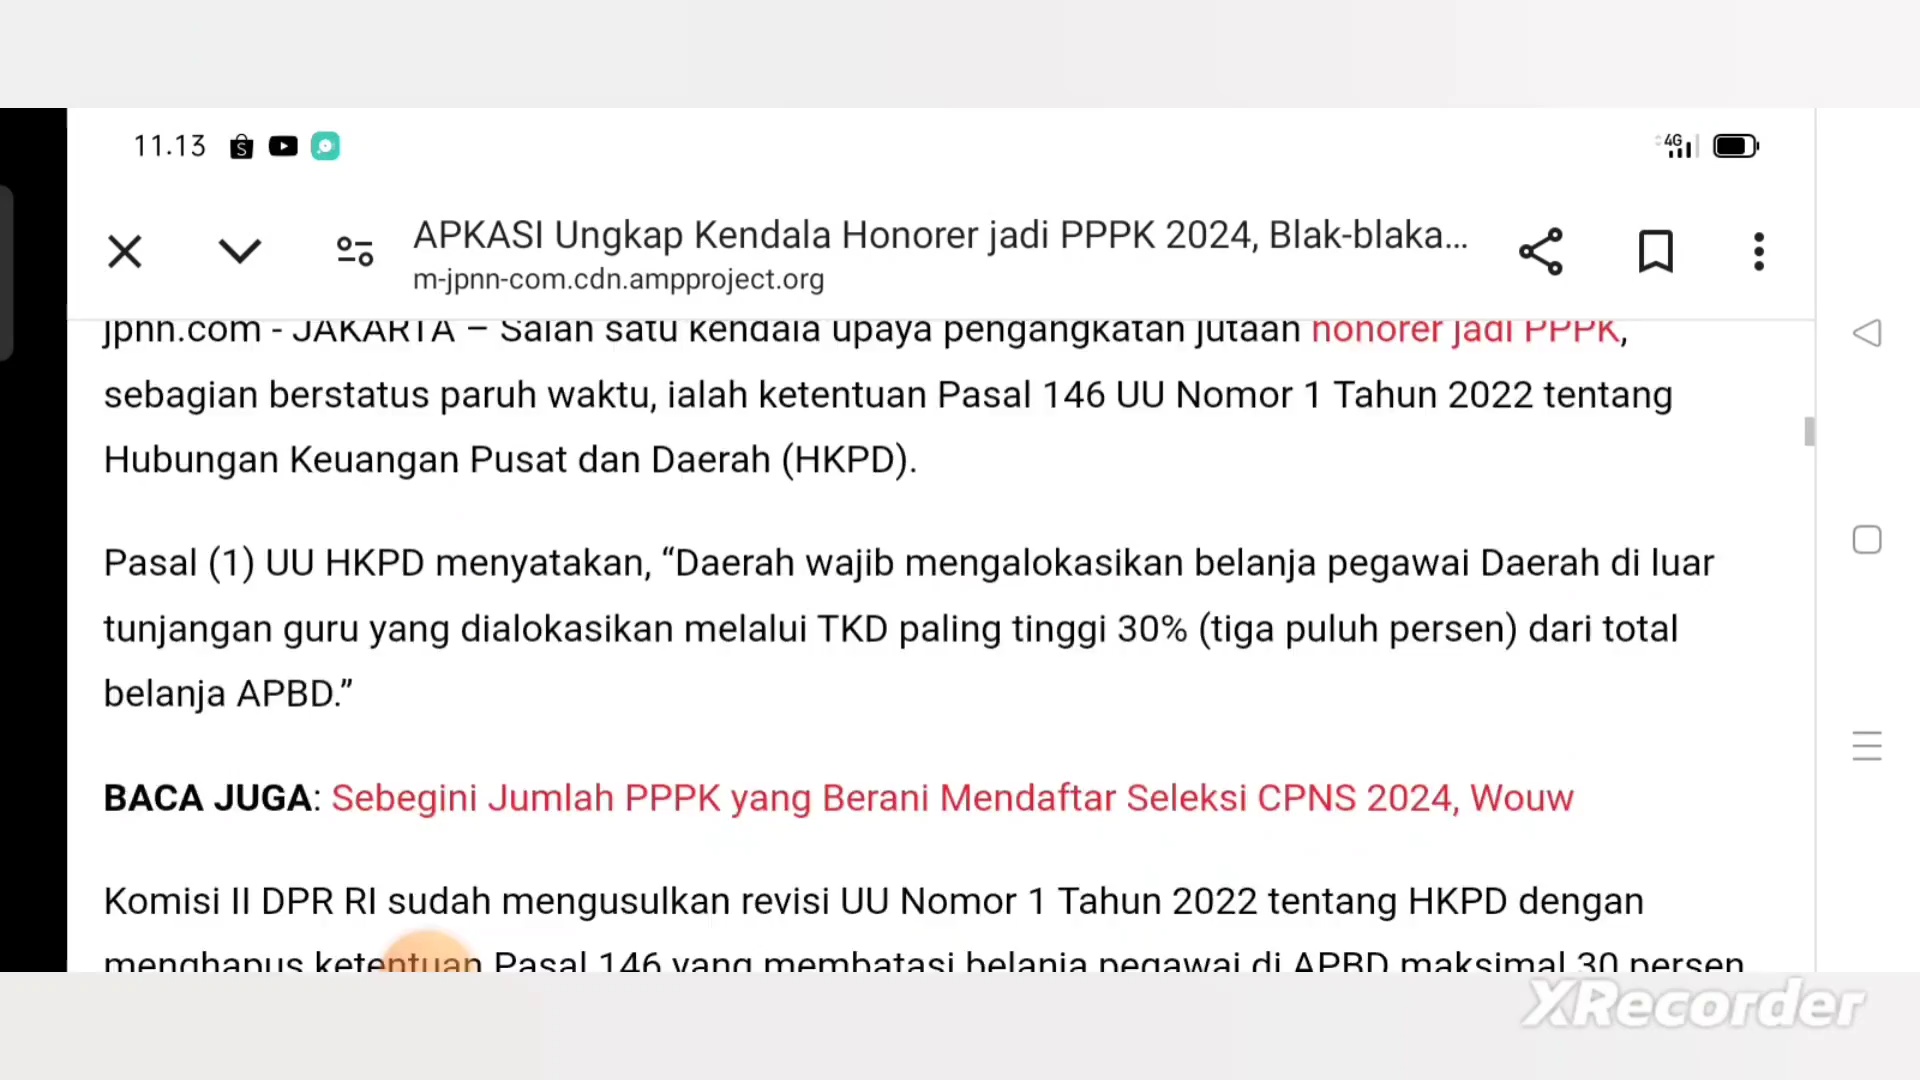 11.13
4G
APKASI Ungkap Kendala Honorer jadi PPPK 2024, Blak-blaka...
m-jpnn-com.cdn.ampproject.org
jpnn.com - JAKARTA – Salah satu kendala upaya pengangkatan jutaan honorer jadi PPPK,
sebagian berstatus paruh waktu, ialah ketentuan Pasal 146 UU Nomor 1 Tahun 2022 tentang
Hubungan Keuangan Pusat dan Daerah (HKPD).
Pasal (1) UU HKPD menyatakan, “Daerah wajib mengalokasikan belanja pegawai Daerah di luar
tunjangan guru yang dialokasikan melalui TKD paling tinggi 30% (tiga puluh persen) dari total
belanja APBD.”
BACA JUGA: Sebegini Jumlah PPPK yang Berani Mendaftar Seleksi CPNS 2024, Wouw
Komisi II DPR RI sudah mengusulkan revisi UU Nomor 1 Tahun 2022 tentang HKPD dengan
menghapus ketentuan Pasal 146 yang membatasi belanja pegawai di APBD maksimal 30 persen
XRecorder